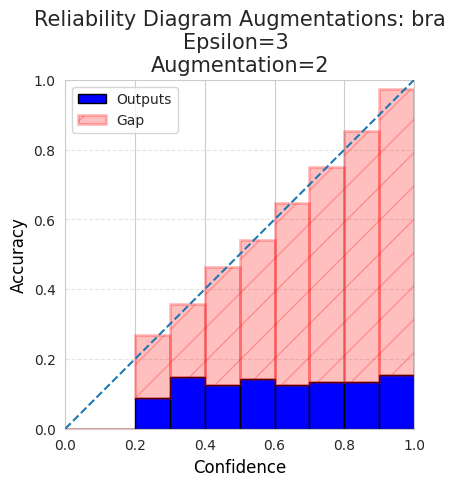 Reliability Diagram Augmentations: bra
Epsilon=3
Augmentation=2
1.0
Outputs
Gap
0.8
0.6
0.4
0.2
0.0
Accuracy
0.0 0.2 0.4 0.6 0.8 1.0
Confidence